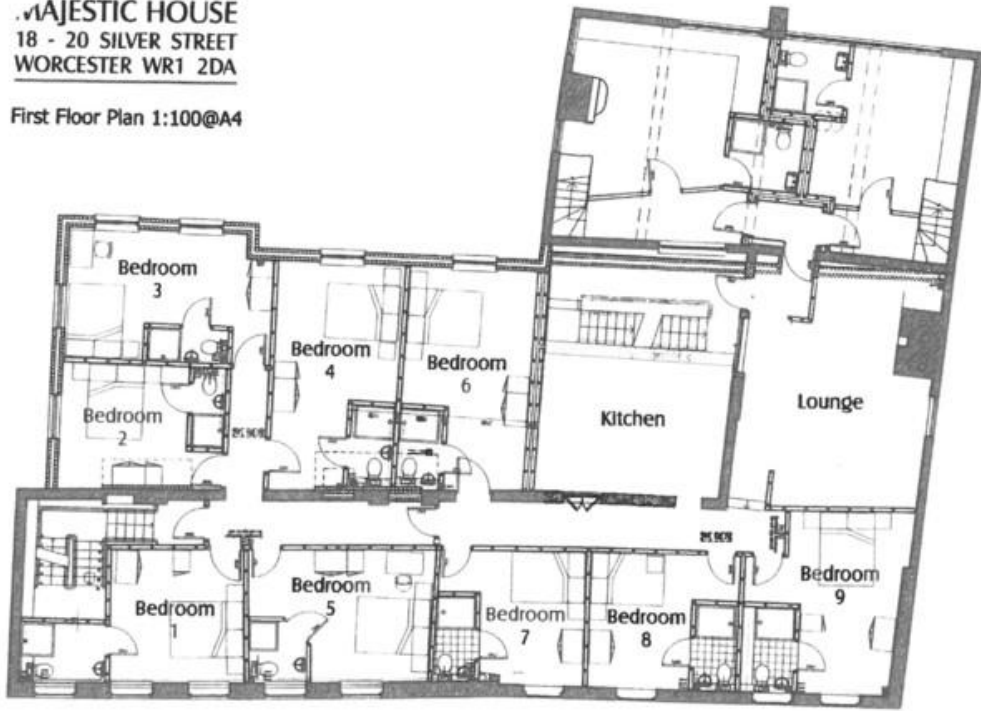 MAJESTIC HOUSE
18 - 20 SILVER STREET
WORCESTER WR1 2DA
First Floor Plan 1:100@A4
Bedroom
3
Bedroom
4
Bedroom
6
Bedroom
2
Kitchen
Lounge
Bedroom
1
Bedroom
5
Bedroom
7
Bedroom
8
Bedroom
9